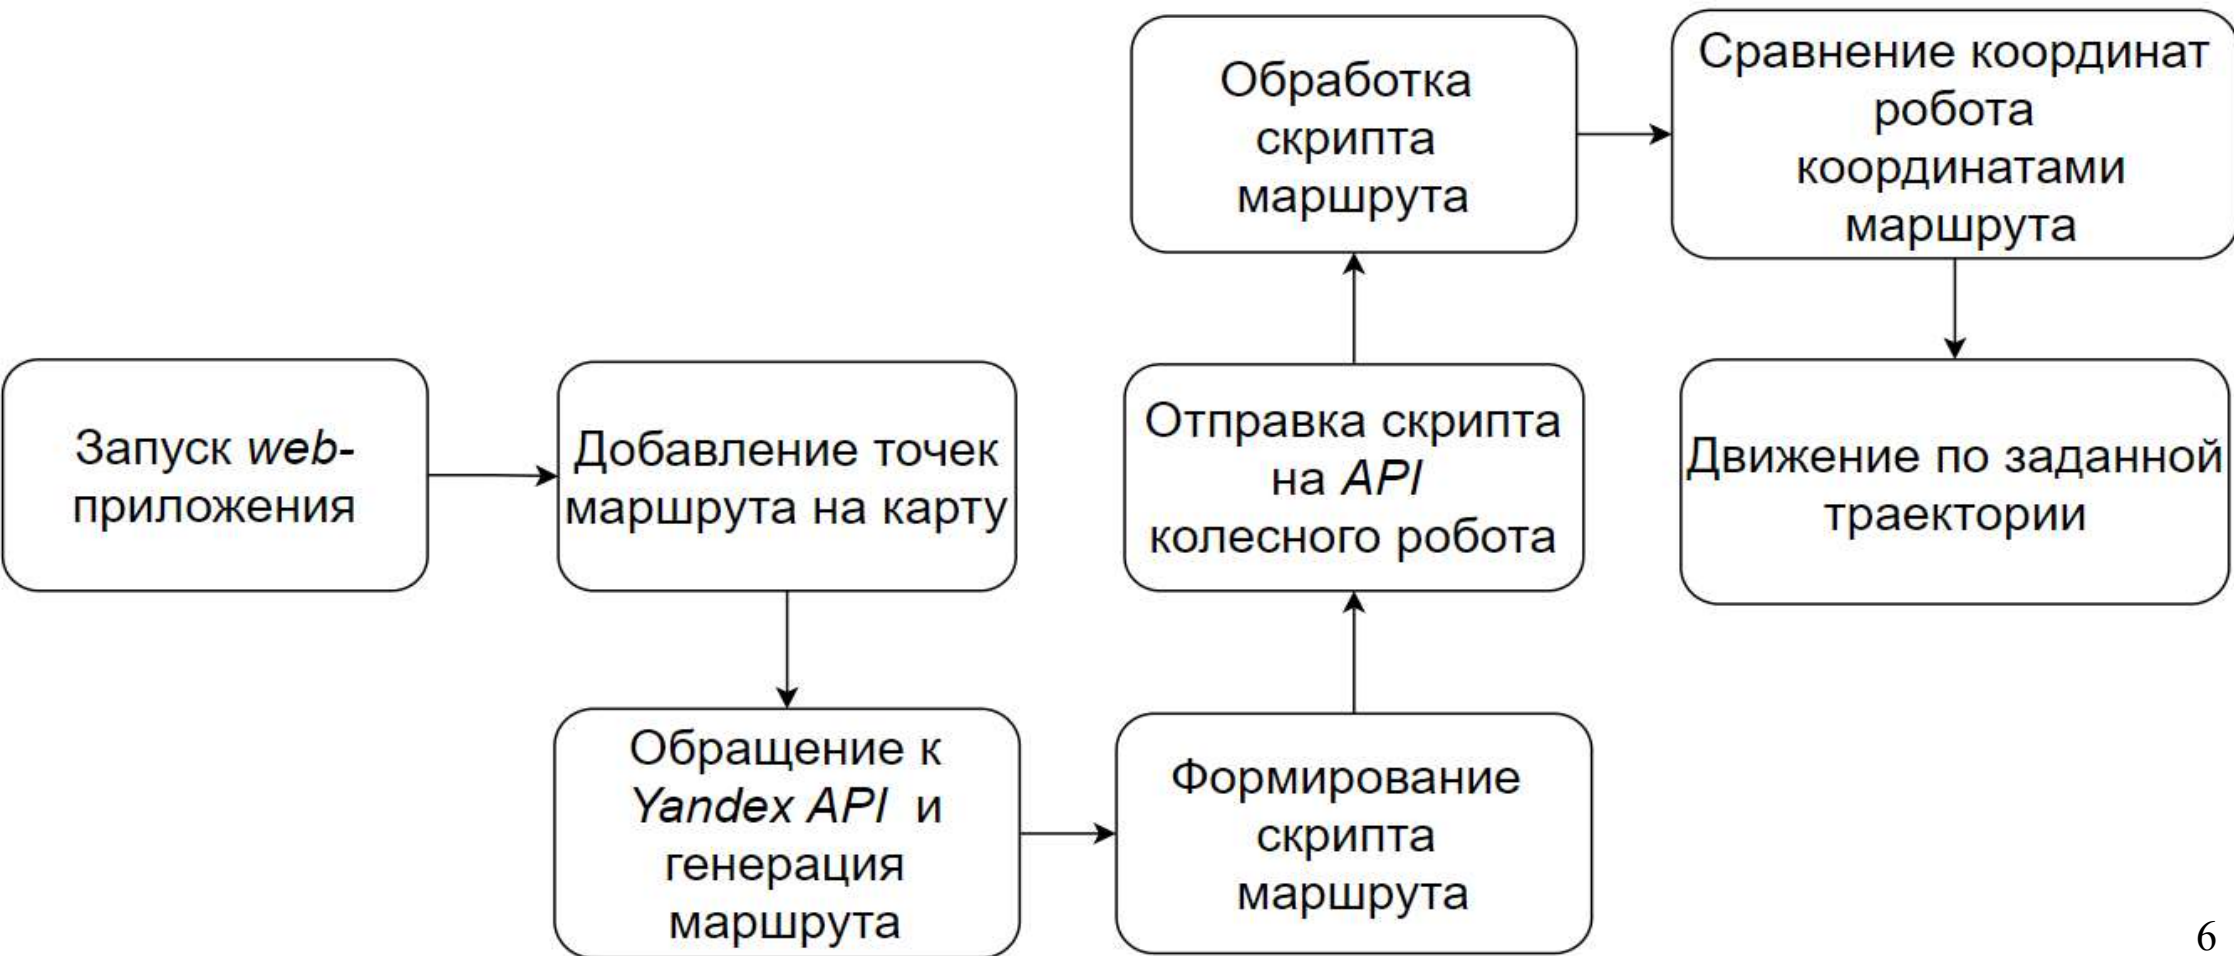 Запуск web-
приложения
Добавление точек
маршрута на карту
Обращение к
Yandex API и
генерация
маршрута
Формирование
скрипта
маршрута
Отправка скрипта
на API
колесного робота
Обработка
скрипта
маршрута
Сравнение координат
робота
координатами
маршрута
Движение по заданной
траектории
6